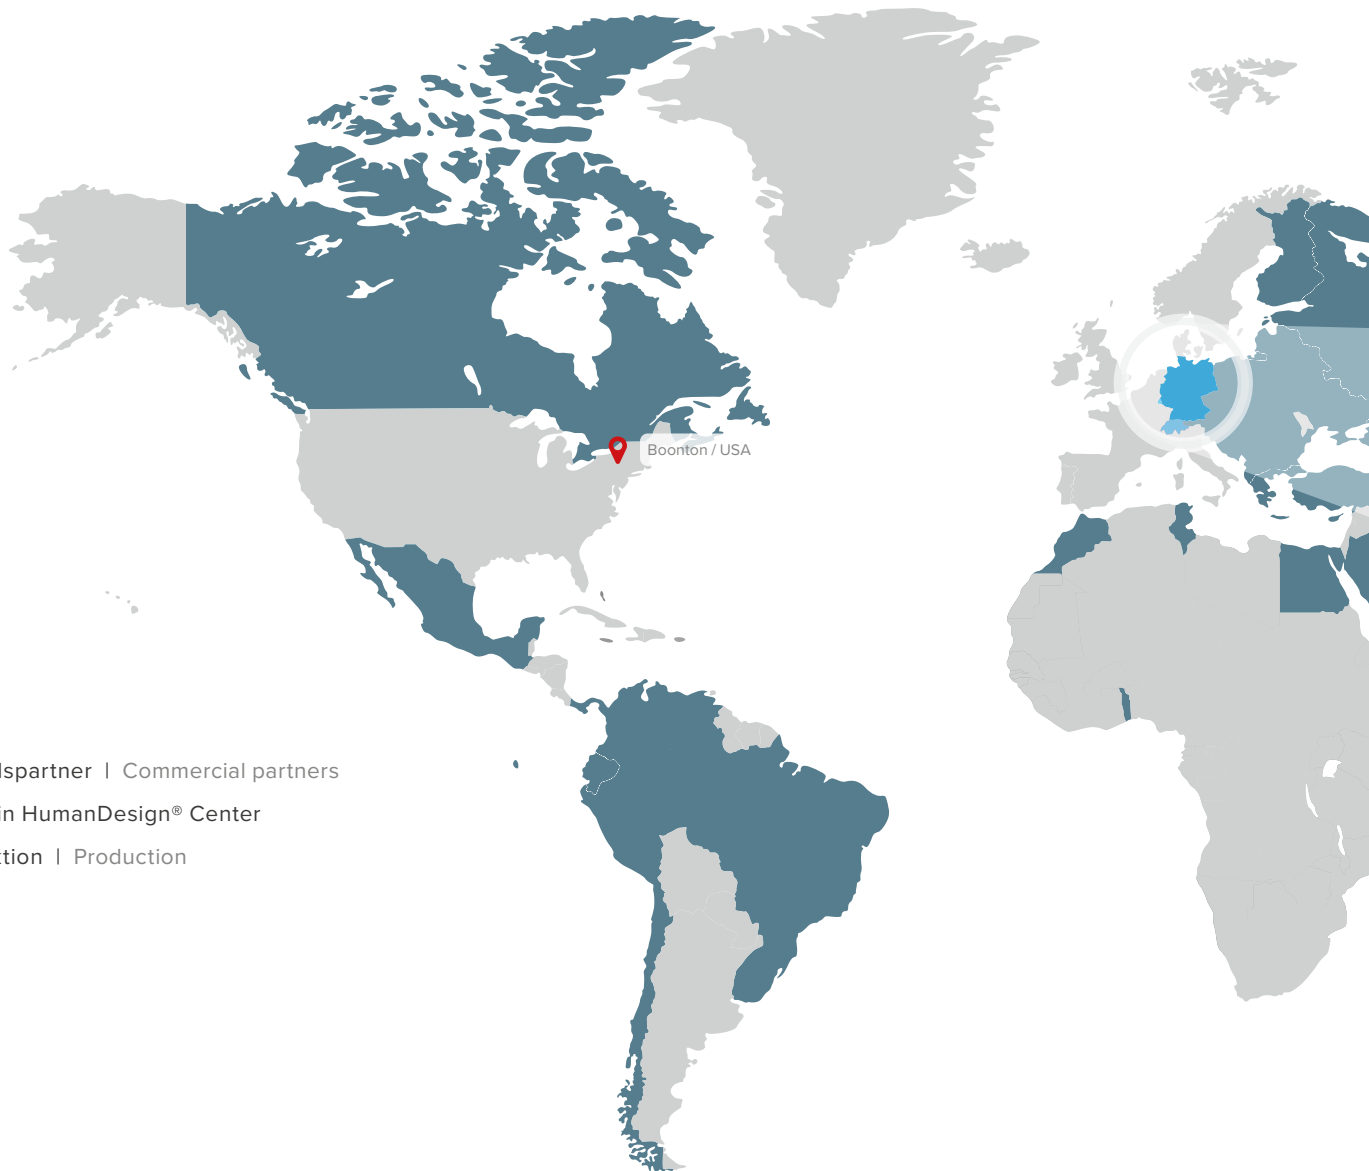 Boonton / USA
lspartner | Commercial partners
in HumanDesign® Center
tion | Production